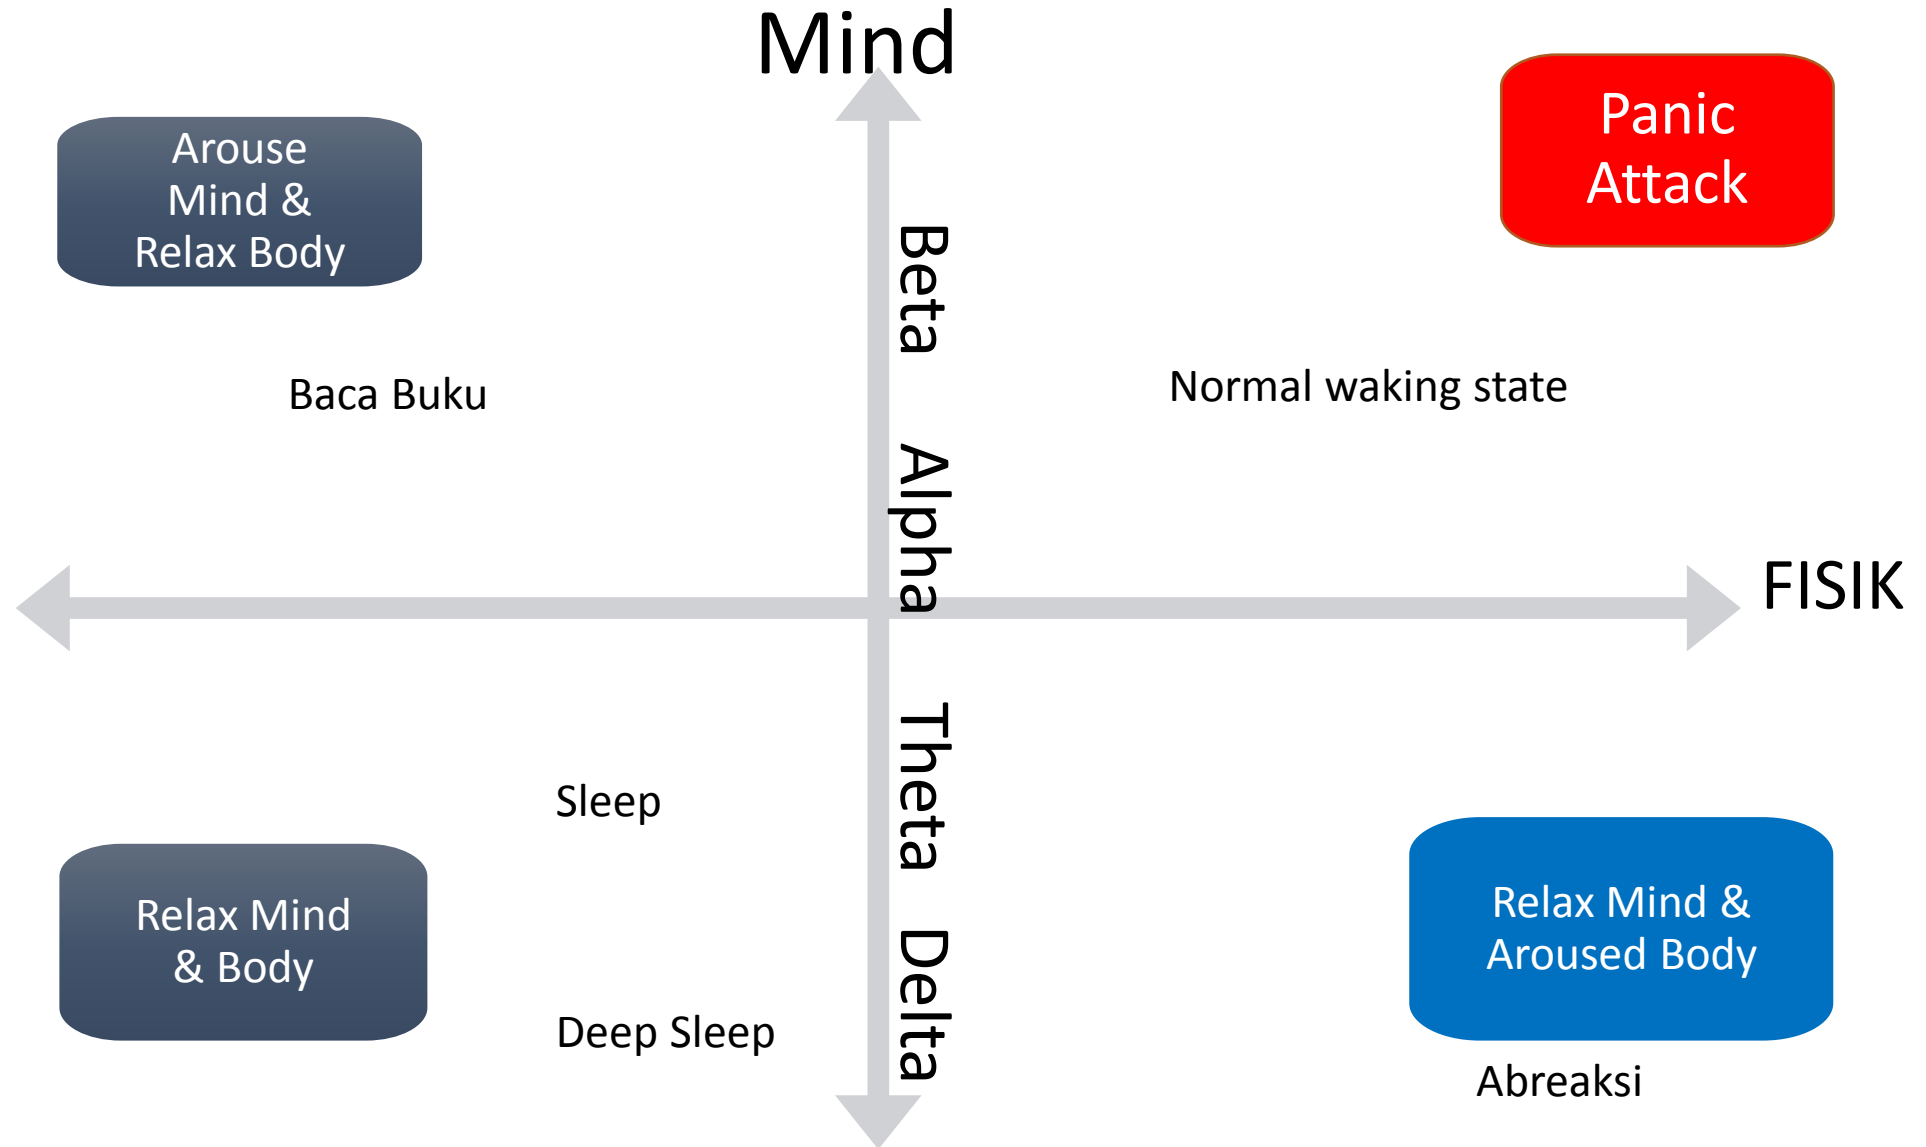 Mind
Panic
Attack
Arouse
Mind &
Relax Body
Beta
Baca Buku
Normal waking state
Alpha
FISIK
Theta
Sleep
Relax Mind
& Body
Relax Mind &
Aroused Body
Delta
Deep Sleep
Abreaksi